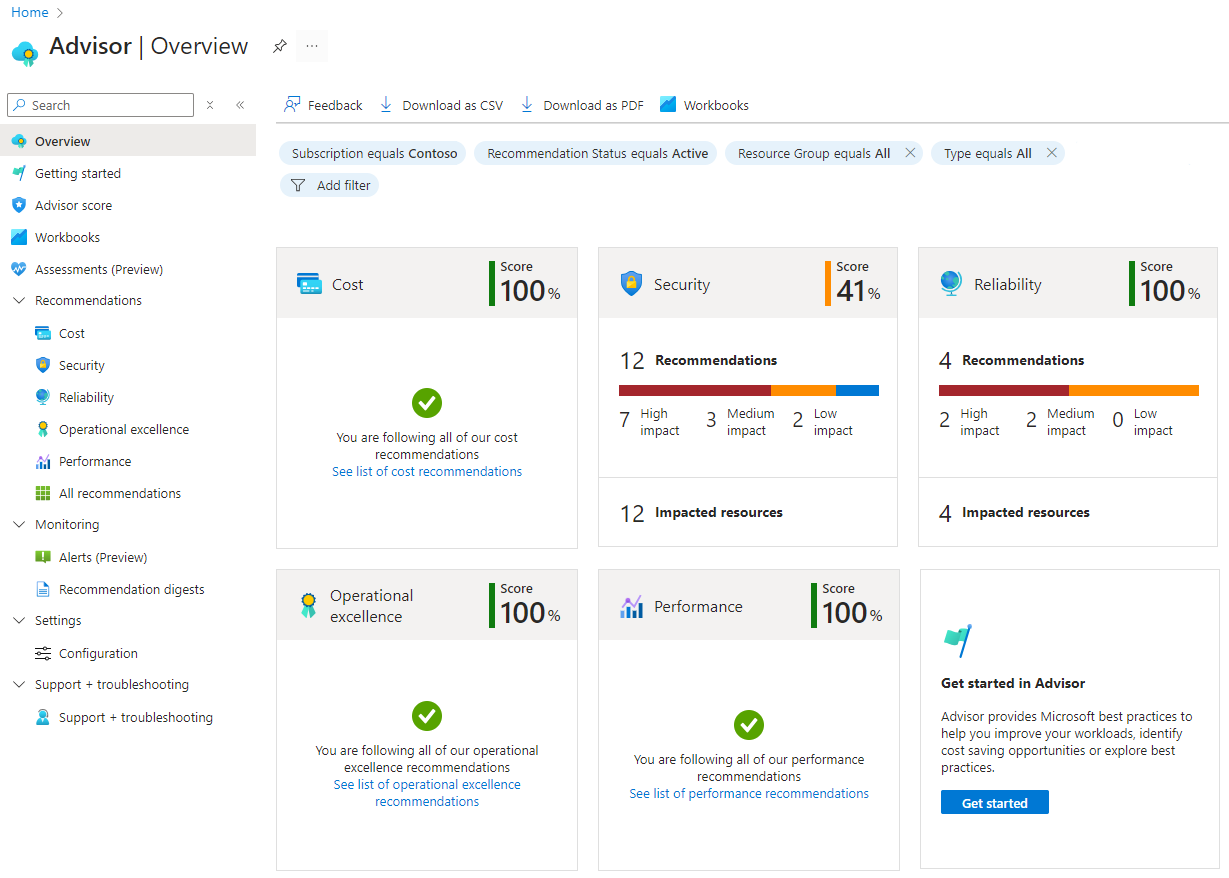 Home
Advisor | Overview
...
Search
Overview
Getting started
Advisor score
Workbooks
Assessments (Preview)
Recommendations
Cost
Security
Reliability
Operational excellence
Performance
All recommendations
Monitoring
Alerts (Preview)
Recommendation digests
Settings
Configuration
Support + troubleshooting
Support + troubleshooting
Feedback
Download as CSV
Download as PDF
Workbooks
Subscription equals Contoso
Recommendation Status equals Active
Resource Group equals All
Type equals All
Add filter
Cost
Score
100%
You are following all of our cost
recommendations
See list of cost recommendations
Security
Score
41%
12 Recommendations
7 High
impact
3 Medium
impact
2 Low
impact
12 Impacted resources
Reliability
Score
100%
4 Recommendations
2 High
impact
2 Medium
impact
0 Low
impact
4 Impacted resources
Operational
excellence
Score
100%
You are following all of our operational
excellence recommendations
See list of operational excellence
recommendations
Performance
Score
100%
You are following all of our performance
recommendations
See list of performance recommendations
Get started in Advisor
Advisor provides Microsoft best practices to
help you improve your workloads, identify
cost saving opportunities or explore best
practices.
Get started